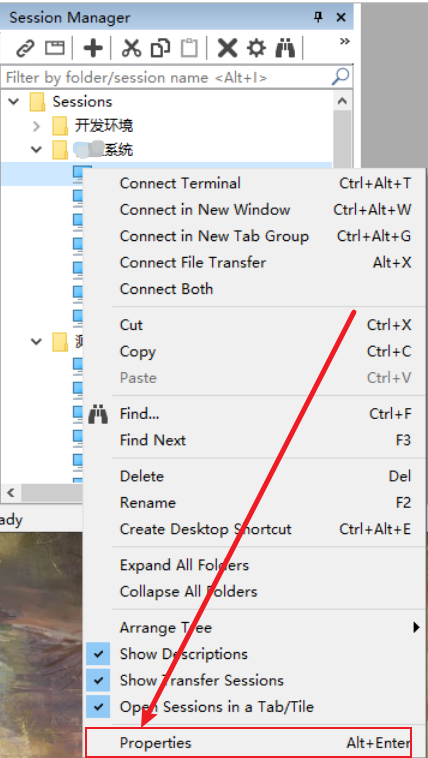 Session Manager
»
Filter by folder/session name <Alt+I>
Sessions
开发环境
系统
Connect Terminal Ctrl+Alt+T
Connect in New Window Ctrl+Alt+W
Connect in New Tab Group Ctrl+Alt+G
Connect File Transfer Alt+X
Connect Both
Cut Ctrl+X
Copy Ctrl+C
Paste Ctrl+V
Find... Ctrl+F
Find Next F3
Delete Del
Rename F2
Create Desktop Shortcut Ctrl+Alt+E
Expand All Folders
Collapse All Folders
Arrange Tree
Show Descriptions
Show Transfer Sessions
Open Sessions in a Tab/Tile
Properties Alt+Enter
ady